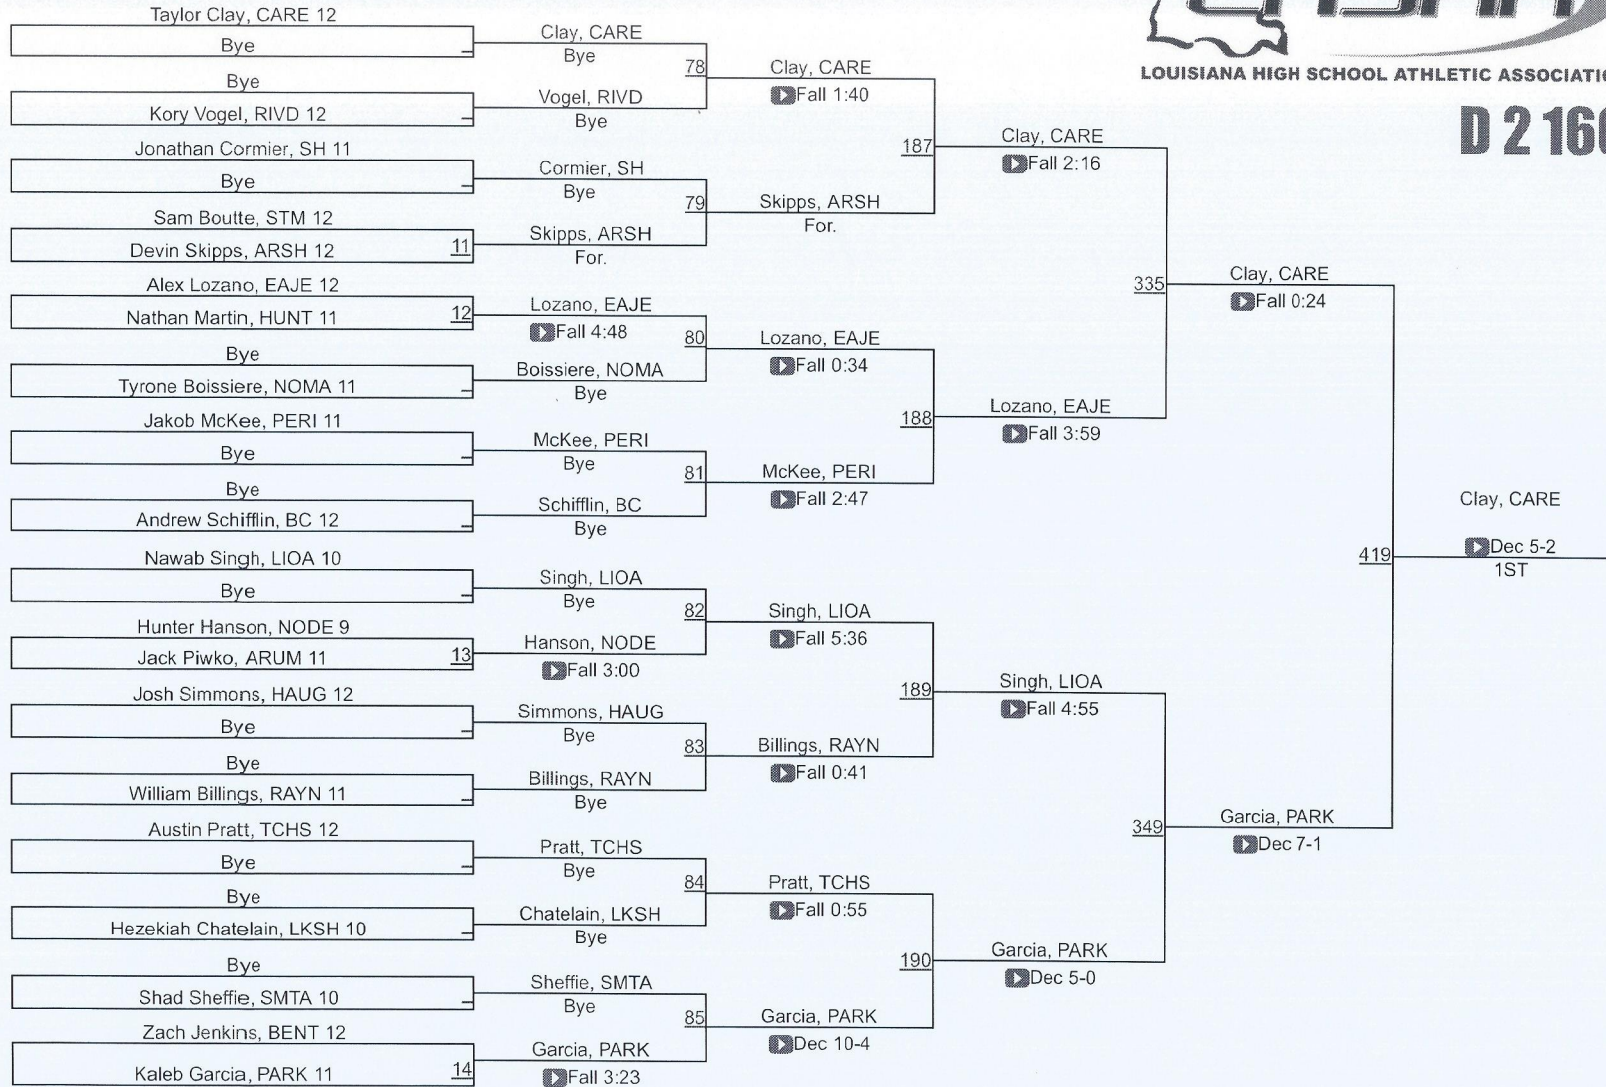 LOUISIANA HIGH SCHOOL ATHLETIC
D 2
Taylor Clay, CARE 12
Bye
Bye
Kory Vogel, RIVD 12
Jonathan Cormier, SH 11
Bye
Sam Boutte, STM 12
Devin Skipps, ARSH 12
11
Alex Lozano, EAJE 12
Nathan Martin, HUNT 11
12
Bye
Tyrone Boissiere, NOMA 11
Jakob McKee, PERI 11
Bye
Bye
Andrew Schifflin, BC 12
Nawab Singh, LIOA 10
Bye
Hunter Hanson, NODE 9
Jack Piwko, ARUM 11
13
Josh Simmons, HAUG 12
Bye
Bye
William Billings, RAYN 11
Austin Pratt, TCHS 12
Bye
Bye
Hezekiah Chatelain, LKSH 10
Bye
Shad Sheffie, SMTA 10
Zach Jenkins, BENT 12
Kaleb Garcia, PARK 11
14
Clay, CARE
Bye
78
Vogel, RIVD
Bye
Cormier, SH
Bye
79
Skipps, ARSH
For.
Lozano, EAJE
Fall 4:48
80
Boissiere, NOMA
Bye
McKee, PERI
Bye
81
Schifflin, BC
Bye
Singh, LIOA
Bye
82
Hanson, NODE
Fall 3:00
Simmons, HAUG
Bye
83
Billings, RAYN
Bye
Pratt, TCHS
Bye
84
Chatelain, LKSH
Bye
Sheffie, SMTA
Bye
85
Garcia, PARK
Fall 3:23
Clay, CARE
Fall 1:40
187
Skipps, ARSH
For.
Lozano, EAJE
Fall 0:34
188
McKee, PERI
Fall 2:47
Singh, LIOA
Fall 5:36
189
Billings, RAYN
Fall 0:41
Pratt, TCHS
Fall 0:55
190
Garcia, PARK
Dec 10-4
Clay, CARE
Fall 2:16
335
Lozano, EAJE
Fall 3:59
Singh, LIOA
Fall 4:55
349
Garcia, PARK
Dec 5-0
Clay, CARE
Fall 0:24
419
Garcia, PARK
Dec 7-1
Clay, CARE
Dec 5-2
1ST